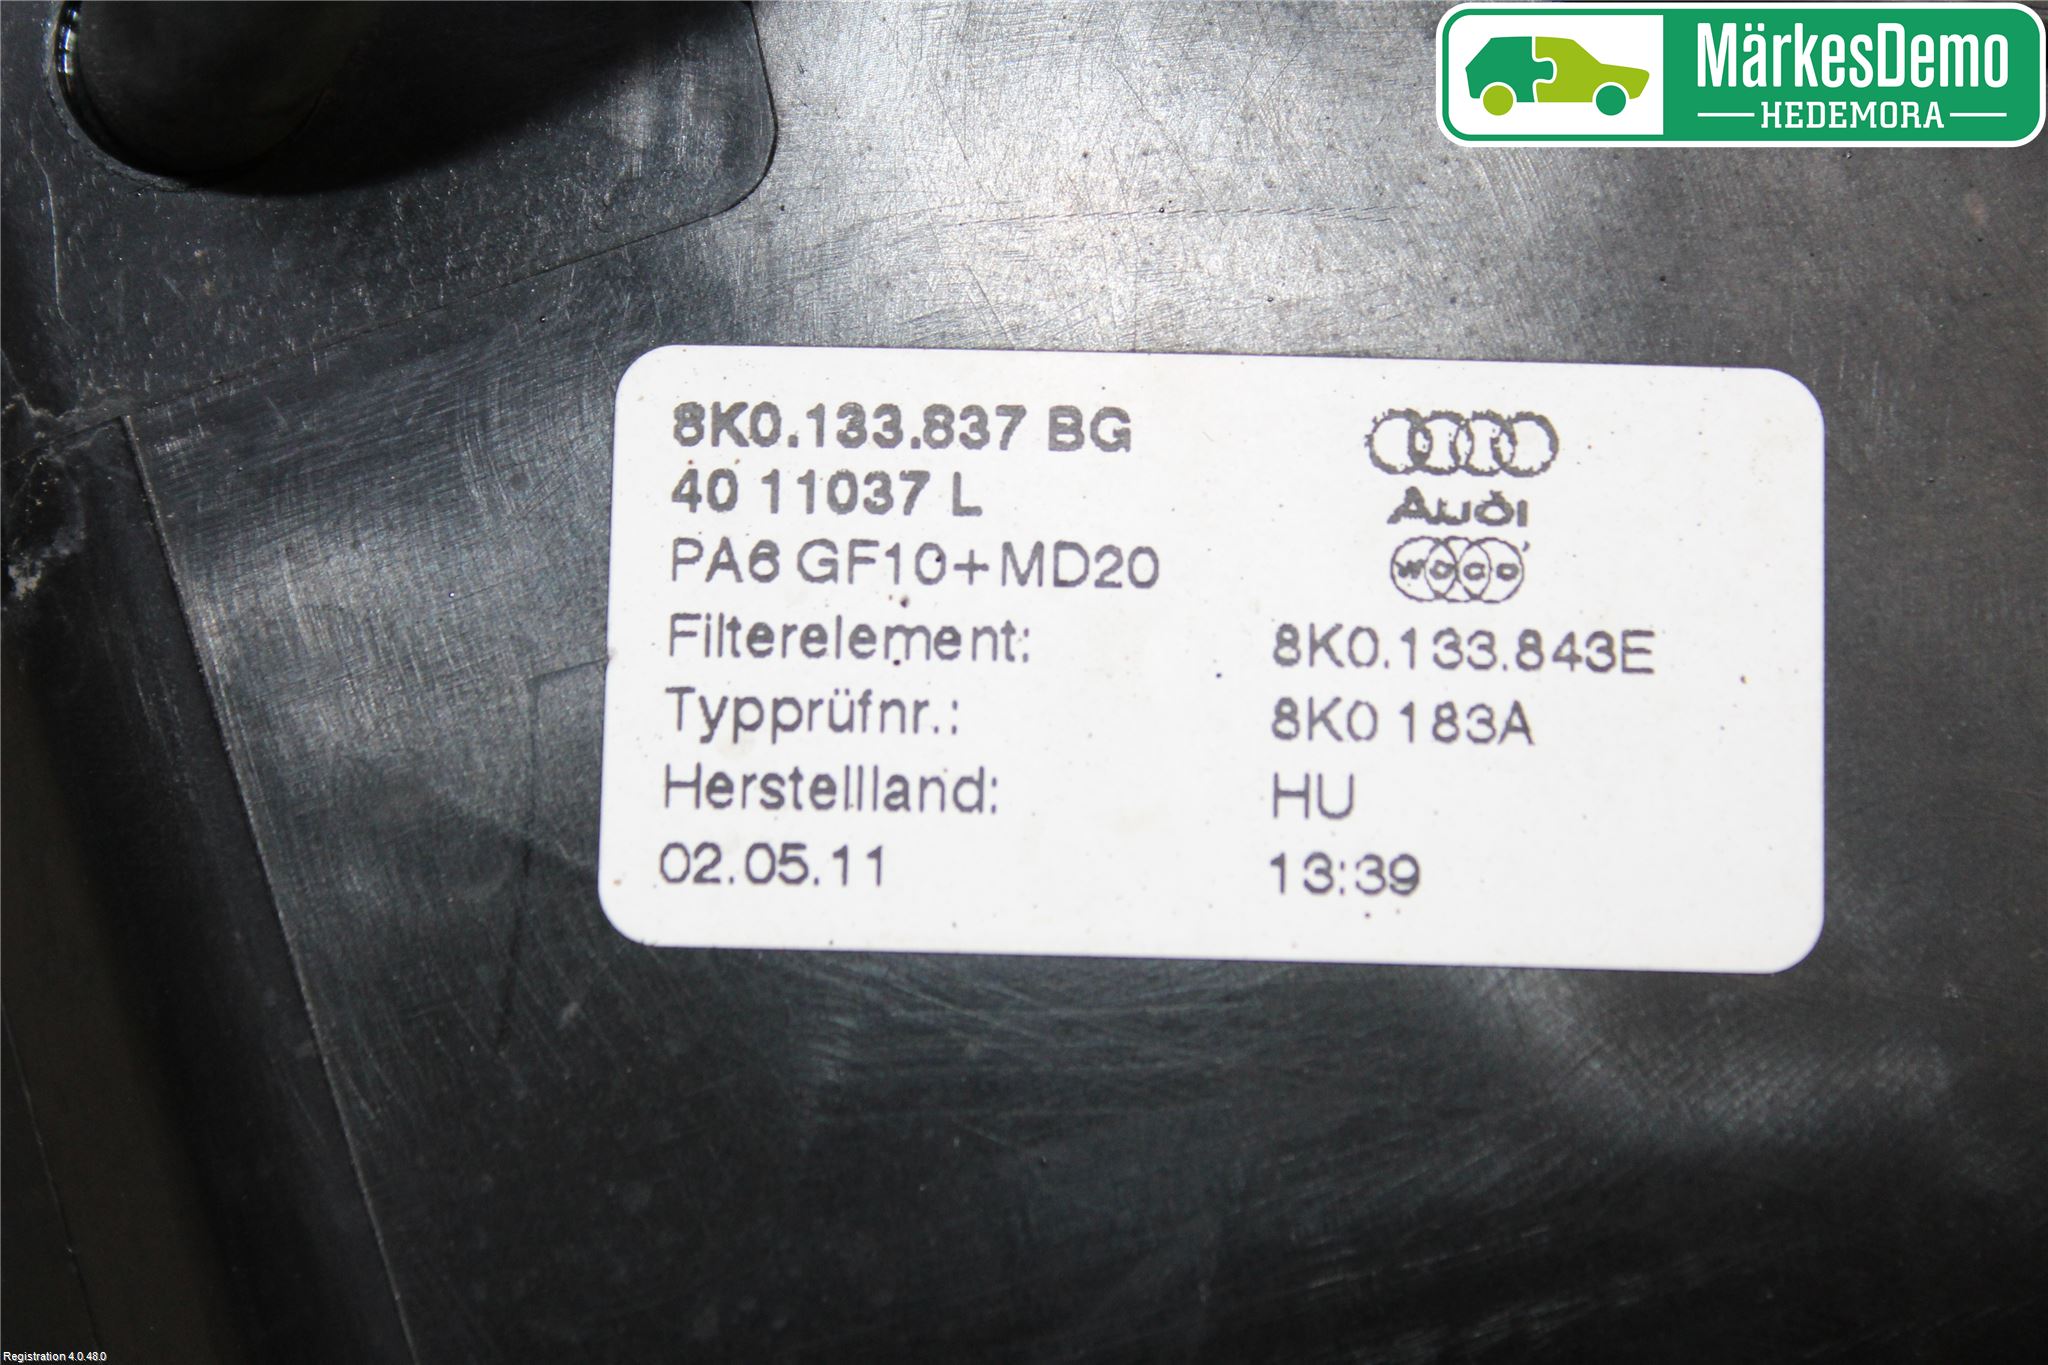 MärkesDemo
HEDEMORA
8K0.133.837 BG
40 11037 L
Audi
PA6 GF10+MD20
woco
Filterelement: 8K0.133.843E
Typprüfnr.: 8K0 183A
Herstellland: HU
02.05.11 13:39
Registration 4.0.48.0